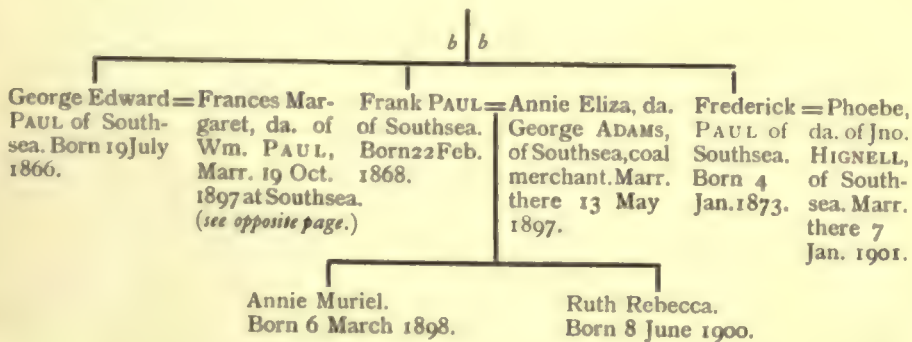 b b
George Edward=
PAUL of South-
sea. Born 19 July
1866.
Frances Mar-
garet, da. of
Wm. PAUL,
Marr. 19 Oct.
1897 at Southsea.
(see opposite page.)
Frank PAUL=
of Southsea.
Born 22 Feb.
1868.
Annie Eliza, da.
George ADAMS,
of Southsea, coal
merchant. Marr.
there 13 May
1897.
Frederick =
PAUL of
Southsea.
Born 4
Jan. 1873.
Phoebe,
da. of Jno.
HIGNELL,
of South-
sea. Marr.
there 7
Jan. 1901.
Annie Muriel.
Born 6 March 1898.
Ruth Rebecca.
Born 8 June 1900.